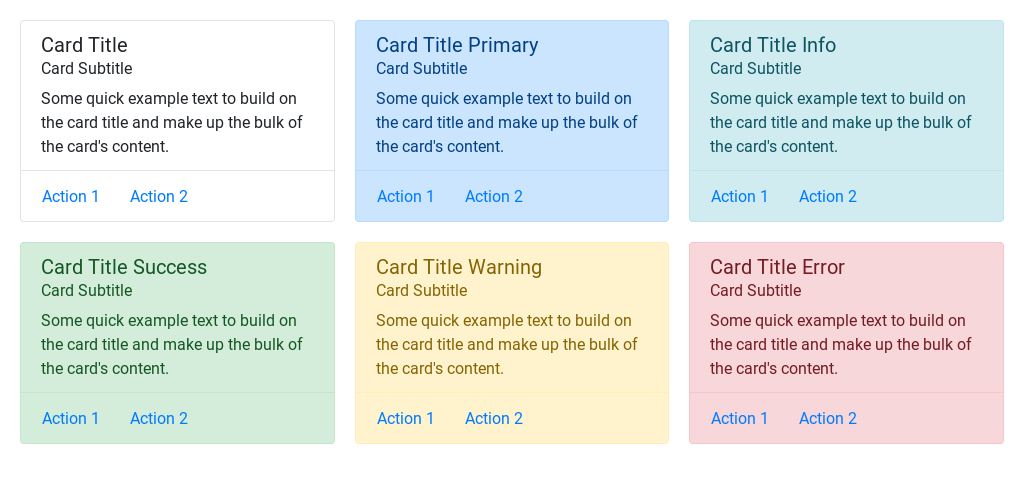 Card Title
Card Subtitle
Some quick example text to build on
the card title and make up the bulk of
the card's content.
Action 1 Action 2
Card Title Primary
Card Subtitle
Some quick example text to build on
the card title and make up the bulk of
the card's content.
Action 1 Action 2
Card Title Info
Card Subtitle
Some quick example text to build on
the card title and make up the bulk of
the card's content.
Action 1 Action 2
Card Title Success
Card Subtitle
Some quick example text to build on
the card title and make up the bulk of
the card's content.
Action 1 Action 2
Card Title Warning
Card Subtitle
Some quick example text to build on
the card title and make up the bulk of
the card's content.
Action 1 Action 2
Card Title Error
Card Subtitle
Some quick example text to build on
the card title and make up the bulk of
the card's content.
Action 1 Action 2